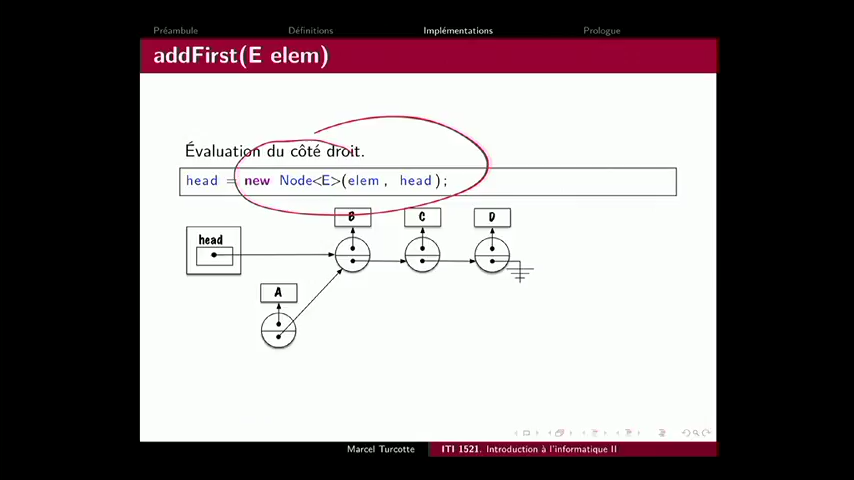 Préambule Définitions Implémentations Prologue
addFirst(E elem)
Évaluation du côté droit.
head = new Node<E>(elem, head);
B C D
head
A
Marcel Turcotte ITI 1521. Introduction à l'informatique II